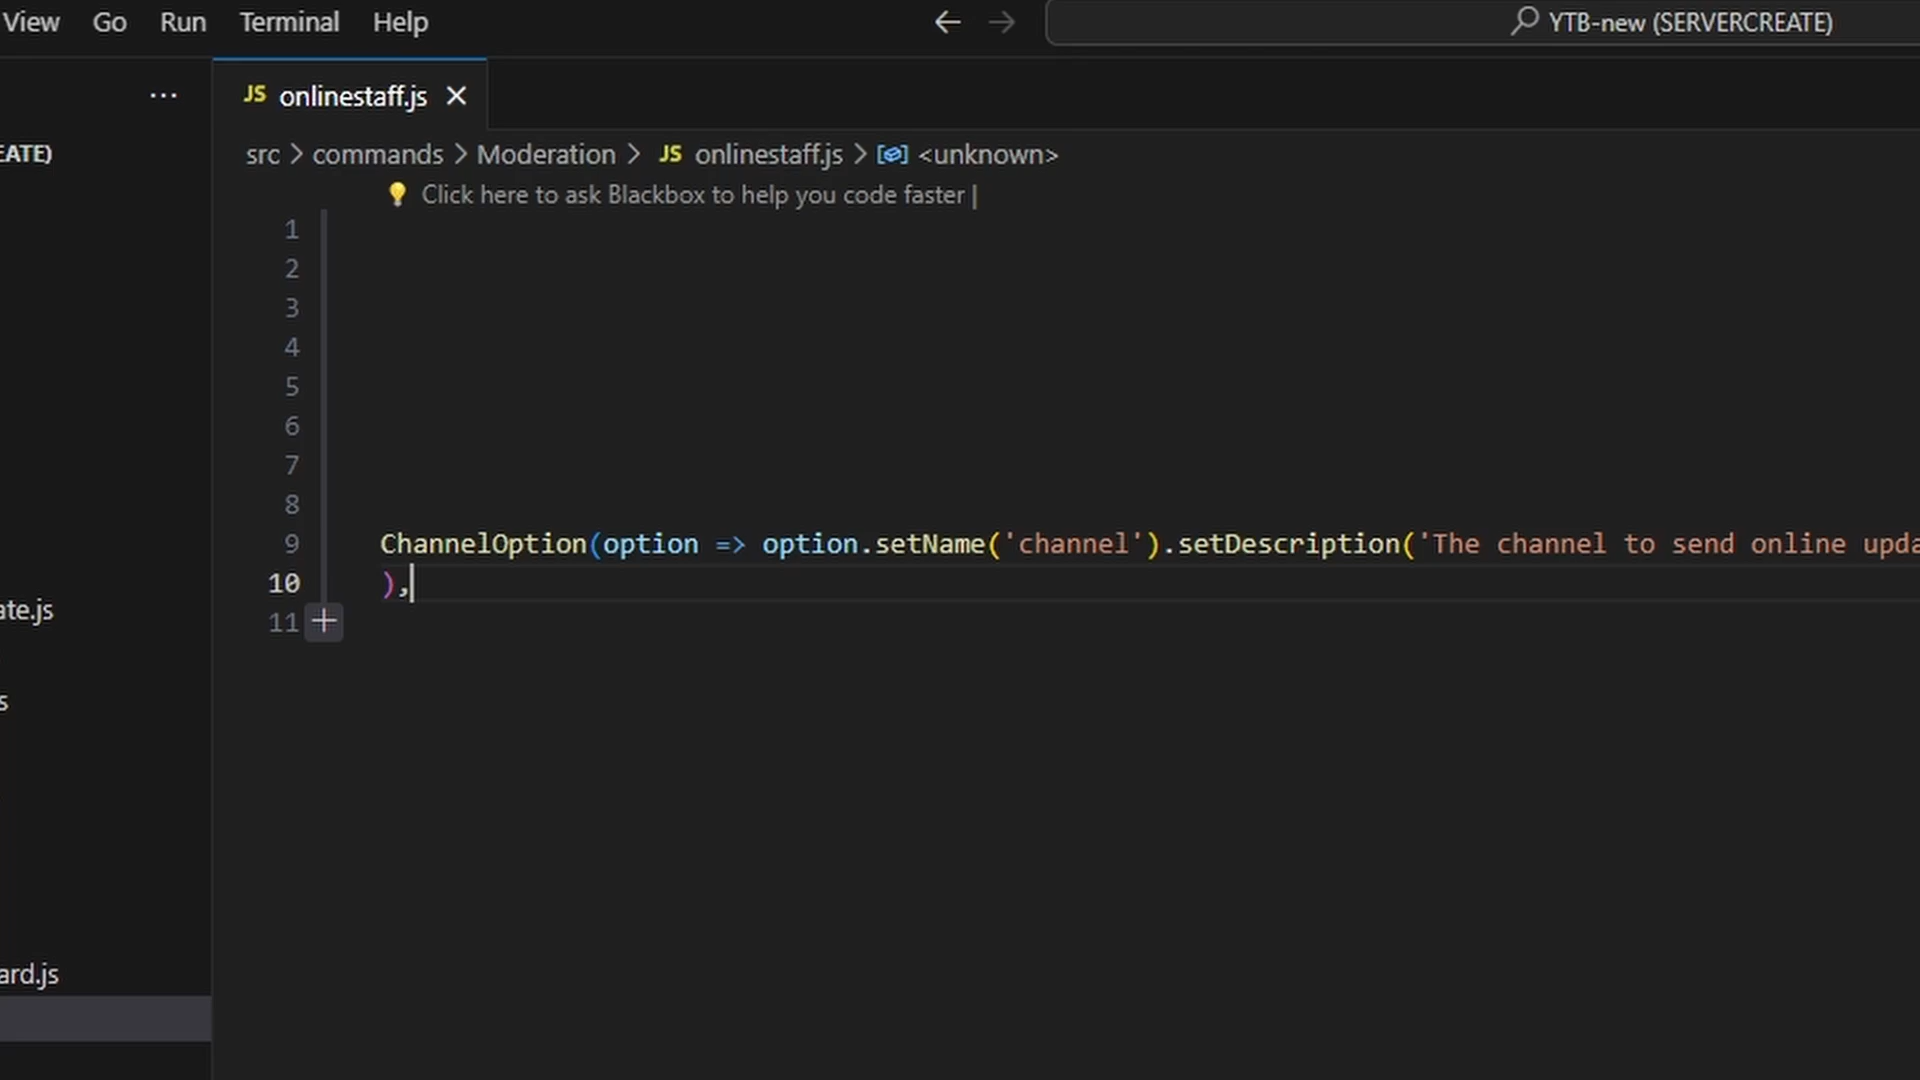 View Go Run Terminal Help
YTB-new (SERVERCREATE)
JS onlinestaff.js
EATE)
src > commands > Moderation > JS onlinestaff.js > <unknown>
Click here to ask Blackbox to help you code faster |
1
2
3
4
5
6
7
8
9 ChannelOption(option => option.setName('channel').setDescription('The channel to send online upda
10 ),
11
ate.js
s
ard.js